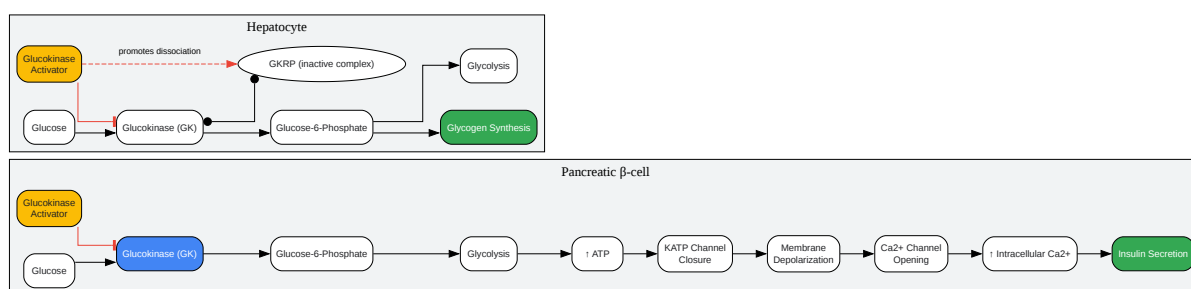 Hepatocyte
Glucokinase
Activator
promotes dissociation
GKRP (inactive complex)
Glycolysis
Glucose
Glucokinase (GK)
Glucose-6-Phosphate
Glycogen Synthesis
Pancreatic β-cell
Glucokinase
Activator
Glucose
Glucokinase (GK)
Glucose-6-Phosphate
Glycolysis
↑ ATP
KATP Channel
Closure
Membrane
Depolarization
Ca2+ Channel
Opening
↑ Intracellular Ca2+
Insulin Secretion